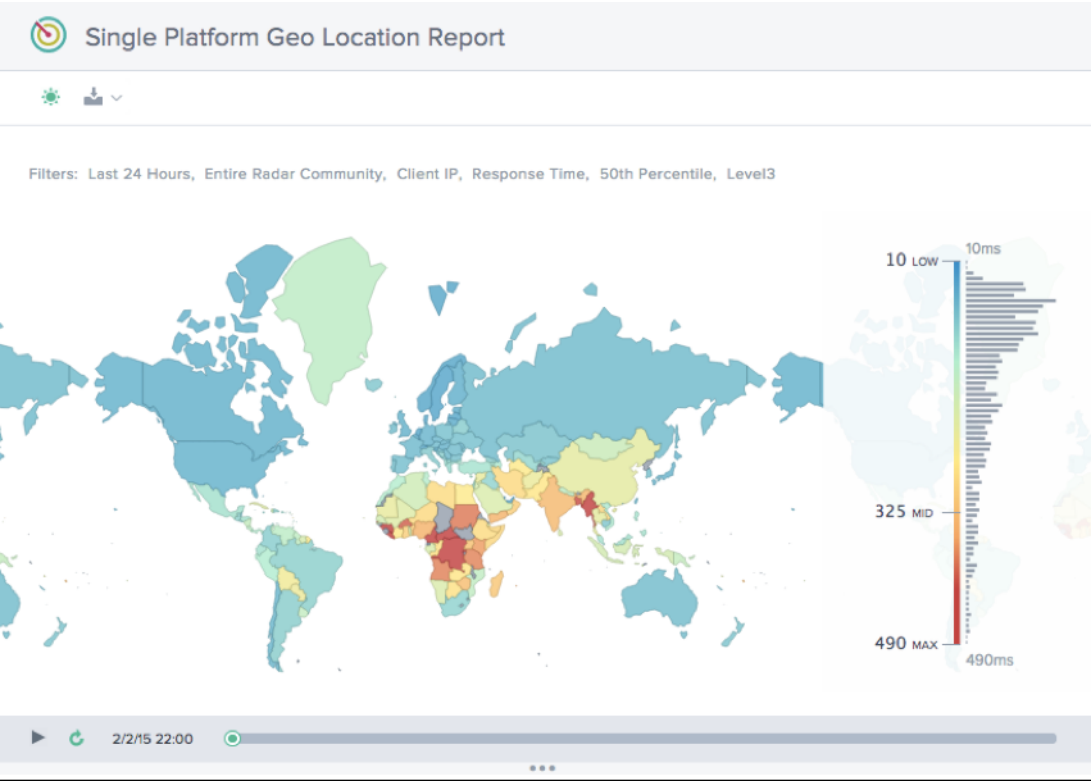 Single Platform Geo Location Report
Filters: Last 24 Hours, Entire Radar Community, Client IP, Response Time, 50th Percentile, Level3
10ms
10 LOW
325 MID
490 MAX
490ms
2/2/15 22:00